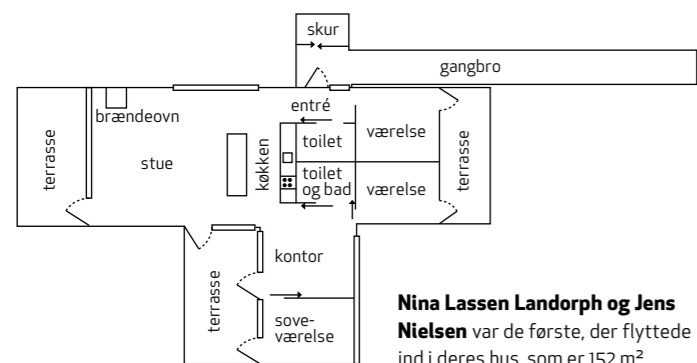 skur
gangbro
entré
brændeovn
terrasse
stue
køkken
toilet
værelse
toilet
og bad
værelse
terrasse
kontor
terrasse
sove-
værelse
Nina Lassen Landorph og Jens
Nielsen var de første, der flyttede
ind i deres hus, som er 152 m²